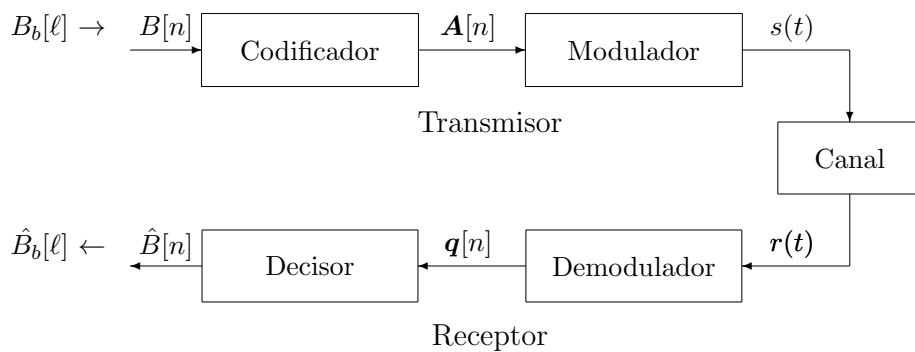 B_b[ℓ] → B[n] Codificador A[n] Modulador s(t)
Transmisor
Canal
B̂_b[ℓ] ← B̂[n] Decisor q[n] Demodulador r(t)
Receptor